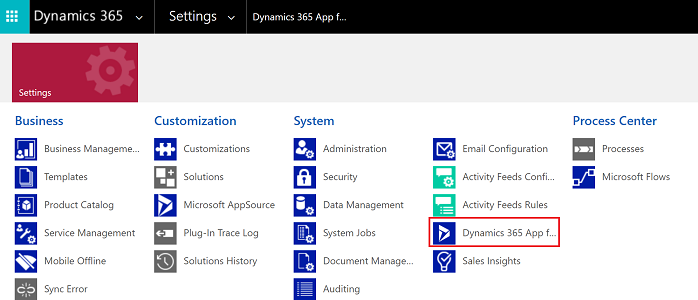 Dynamics 365 Settings Dynamics 365 App f...
Settings
Business
Business Manageme...
Templates
Product Catalog
Service Management
Mobile Offline
Sync Error
Customization
Customizations
Solutions
Microsoft AppSource
Plug-In Trace Log
Solutions History
System
Administration
Security
Data Management
System Jobs
Document Manage...
Auditing
Email Configuration
Activity Feeds Confi...
Activity Feeds Rules
Dynamics 365 App f...
Sales Insights
Process Center
Processes
Microsoft Flows